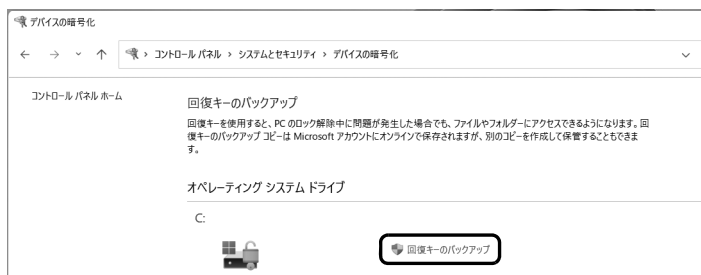 デバイスの暗号化
コントロール パネル › システムとセキュリティ › デバイスの暗号化
コントロール パネル ホーム
回復キーのバックアップ
回復キーを使用すると、PC のロック解除中に問題が発生した場合でも、ファイルやフォルダーにアクセスできるようになります。回
復キーのバックアップ コピーは Microsoft アカウントにオンラインで保存されますが、別のコピーを作成して保管することもできま
す。
オペレーティング システム ドライブ
C:
回復キーのバックアップ